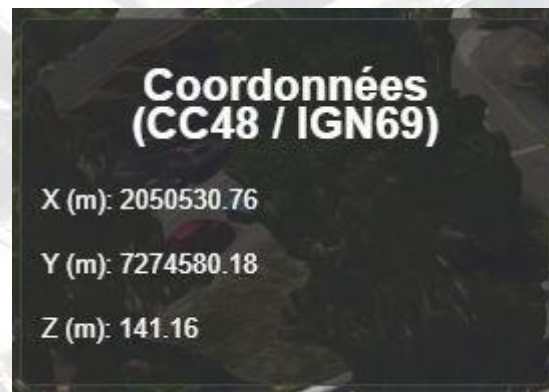 Coordonnées
(CC48 / IGN69)
X (m): 2050530.76
Y (m): 7274580.18
Z (m): 141.16